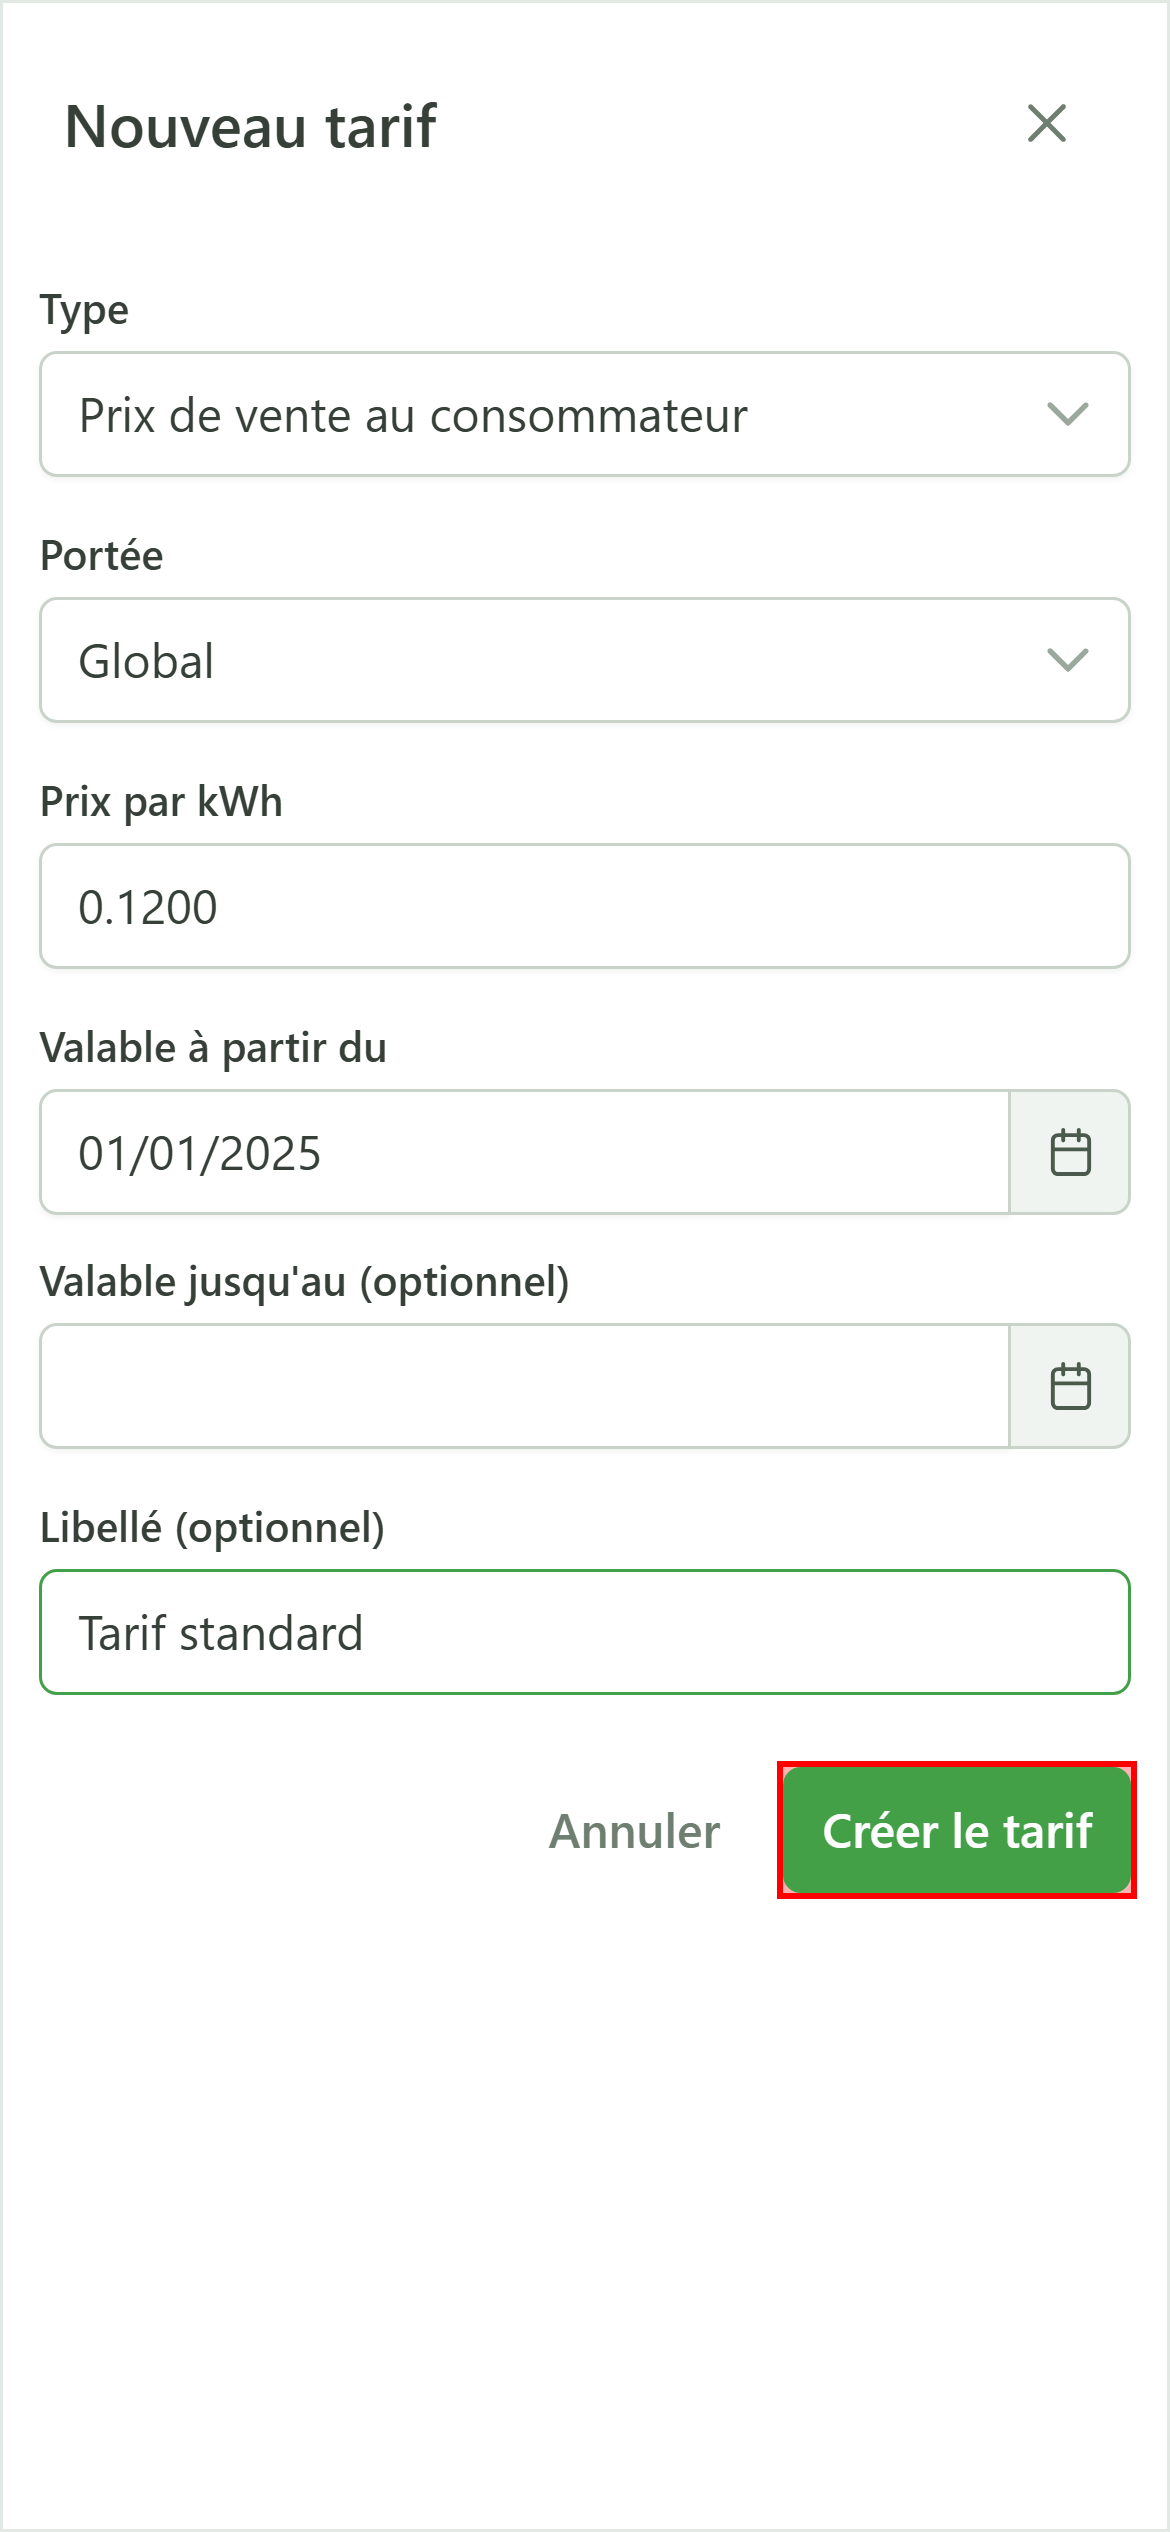 Nouveau tarif
Type
Prix de vente au consommateur
Portée
Global
Prix par kWh
0.1200
Valable à partir du
01/01/2025
Valable jusqu'au (optionnel)
Libellé (optionnel)
Tarif standard
Annuler
Créer le tarif